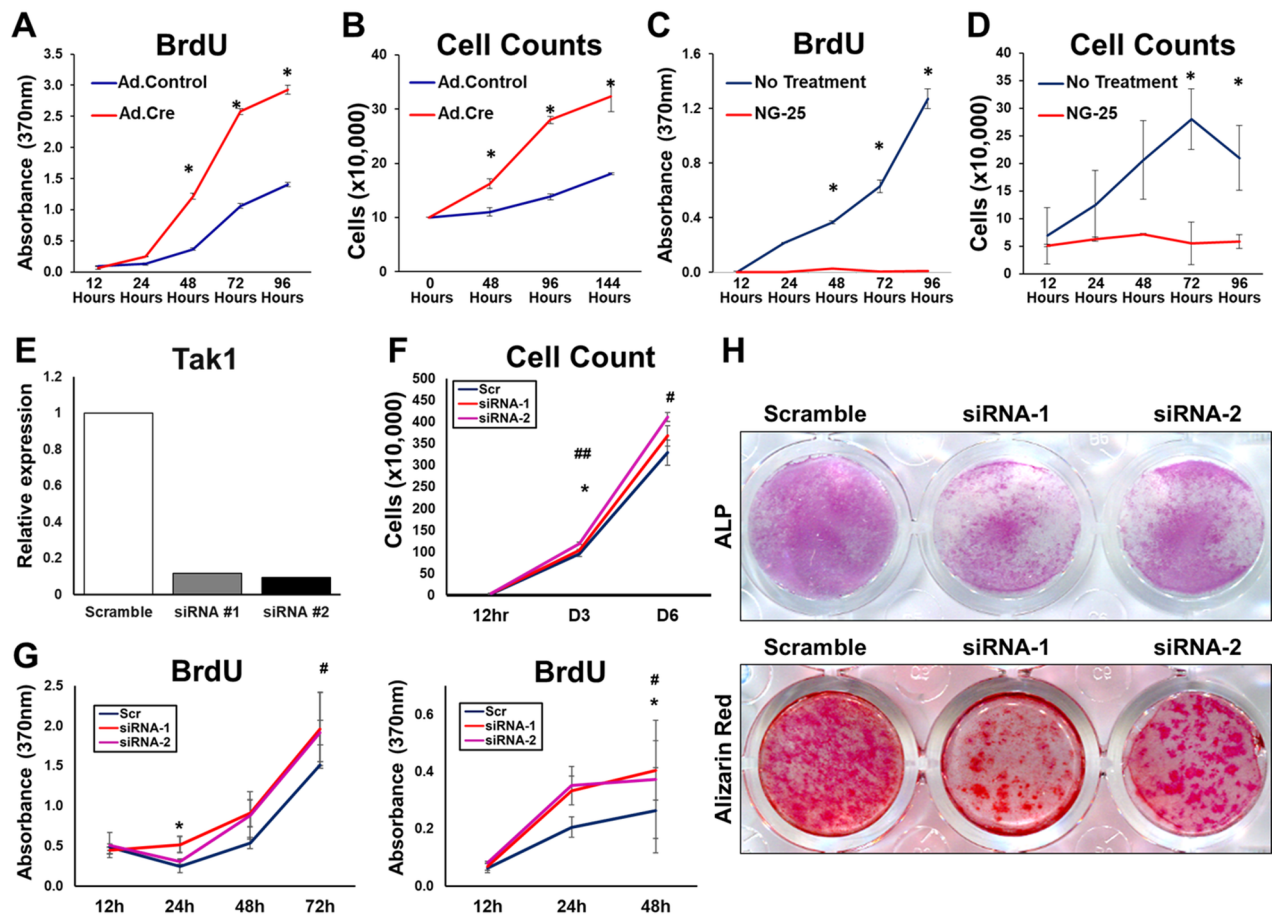 A
BrdU
Absorbance (370nm)
3.5
3.0
2.5
2.0
1.5
1.0
0.5
0.0
Ad.Control
Ad.Cre
*
*
*
12 24 48 72 96
Hours Hours Hours Hours Hours
B
Cell Counts
Cells (x10,000)
40
30
20
10
0
Ad.Control
Ad.Cre
*
*
*
0 48 96 144
Hours Hours Hours Hours
C
BrdU
Absorbance (370nm)
1.6
1.2
0.8
0.4
0.0
No Treatment
NG-25
*
*
*
12 24 48 72 96
Hours Hours Hours Hours Hours
D
Cell Counts
Cells (x10,000)
40
35
30
25
20
15
10
5
0
No Treatment
NG-25
*
*
12 24 48 72 96
Hours Hours Hours Hours Hours
E
Tak1
Relative expression
1.2
1
0.8
0.6
0.4
0.2
0
Scramble siRNA #1 siRNA #2
F
Cell Count
Cells (x10,000)
500
450
400
350
300
250
200
150
100
50
0
Scr
siRNA-1
siRNA-2
##
*
#
12hr D3 D6
G
BrdU
Absorbance (370nm)
2.5
2.0
1.5
1.0
0.5
0.0
Scr
siRNA-1
siRNA-2
*
#
12h 24h 48h 72h
BrdU
Absorbance (370nm)
0.6
0.4
0.2
0.0
Scr
siRNA-1
siRNA-2
#
*
12h 24h 48h
H
Scramble siRNA-1 siRNA-2
ALP
Scramble siRNA-1 siRNA-2
Alizarin Red